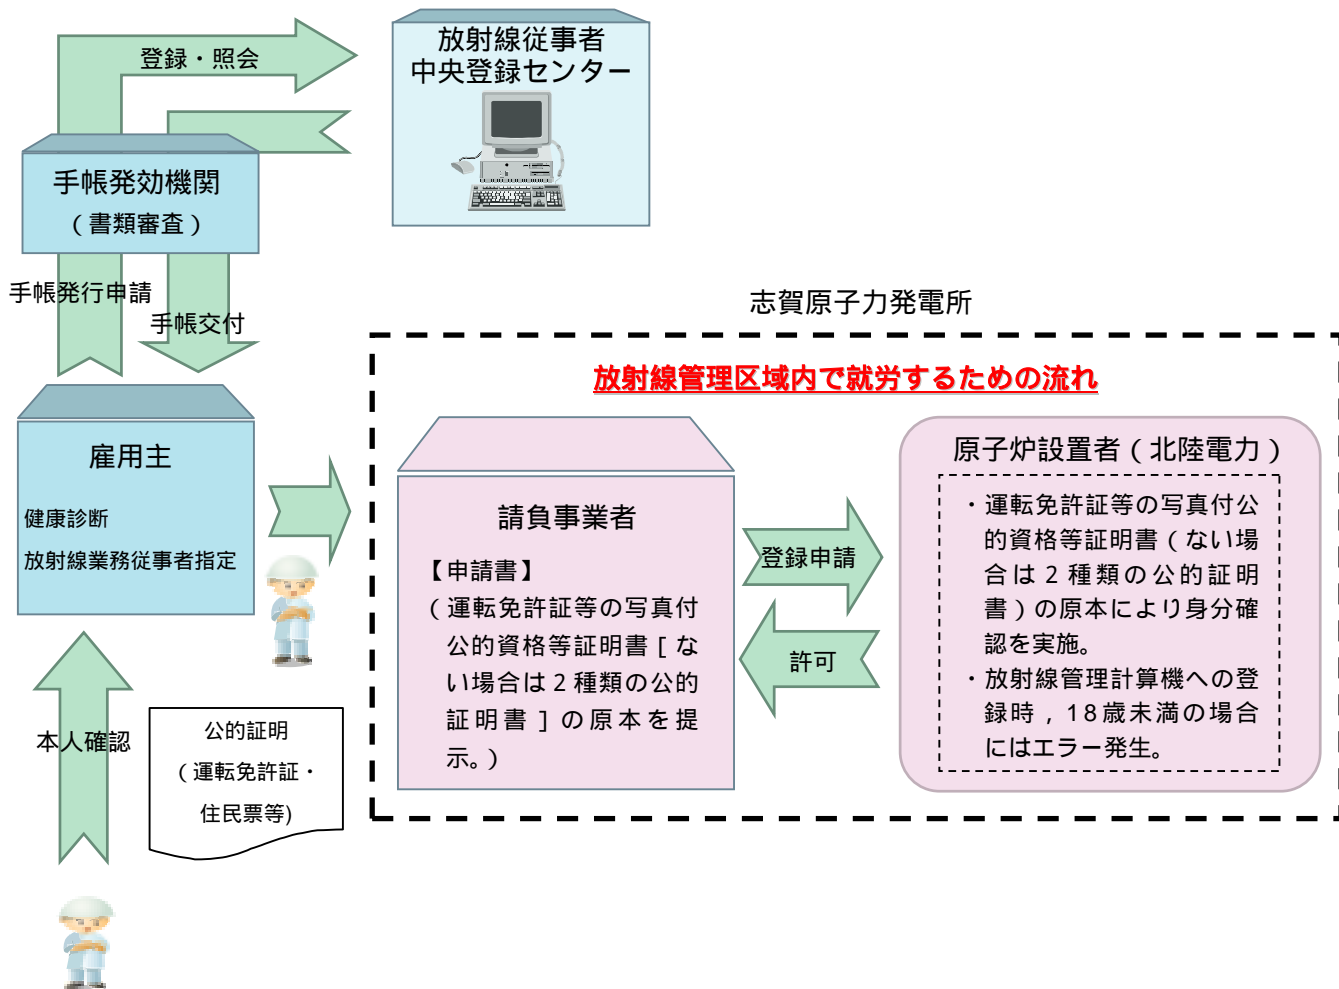 登録・照会
放射線従事者
中央登録センター
手帳発効機関
（書類審査）
手帳発行申請
手帳交付
志賀原子力発電所
放射線管理区域内で就労するための流れ
雇用主
健康診断
放射線業務従事者指定
請負事業者
【申請書】
（運転免許証等の写真付
公的資格等証明書［な
い場合は２種類の公的
証明書］の原本を提
示。）
登録申請
許可
原子炉設置者（北陸電力）
・運転免許証等の写真付公
的資格等証明書（ない場
合は２種類の公的証明
書）の原本により身分確
認を実施。
・放射線管理計算機への登
録時，18歳未満の場合
にはエラー発生。
本人確認
公的証明
（運転免許証・
住民票等)